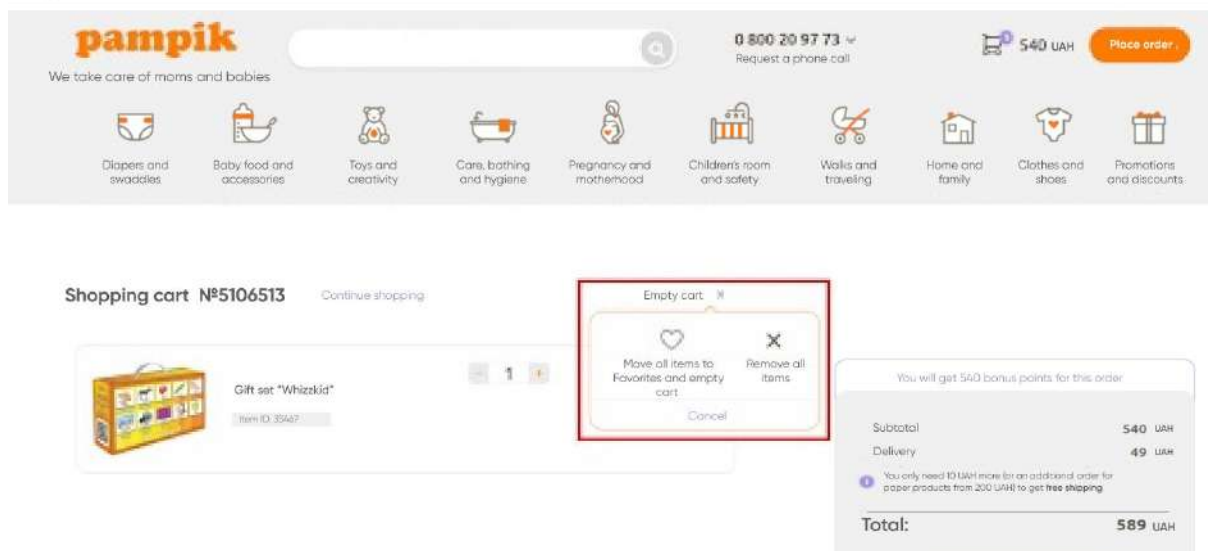 pampik
We take care of moms and babies
0 800 20 97 73
Request a phone call
0 540 UAH
Place order
Diapers and
swaddles
Baby food and
accessories
Toys and
creativity
Care, bathing
and hygiene
Pregnancy and
motherhood
Children's room
and safety
Walks and
traveling
Home and
family
Clothes and
shoes
Promotions
and discounts
Shopping cart №5106513
Continue shopping
Empty cart
Move all items to
Favorites and empty
cart
Remove all
items
Cancel
Gift set "Whizzkid"
Item ID: 35467
- 1 +
You will get 540 bonus points for this order
Subtotal 540 UAH
Delivery 49 UAH
You only need 10 UAH more (or an additional order for
paper products from 200 UAH) to get free shipping
Total: 589 UAH